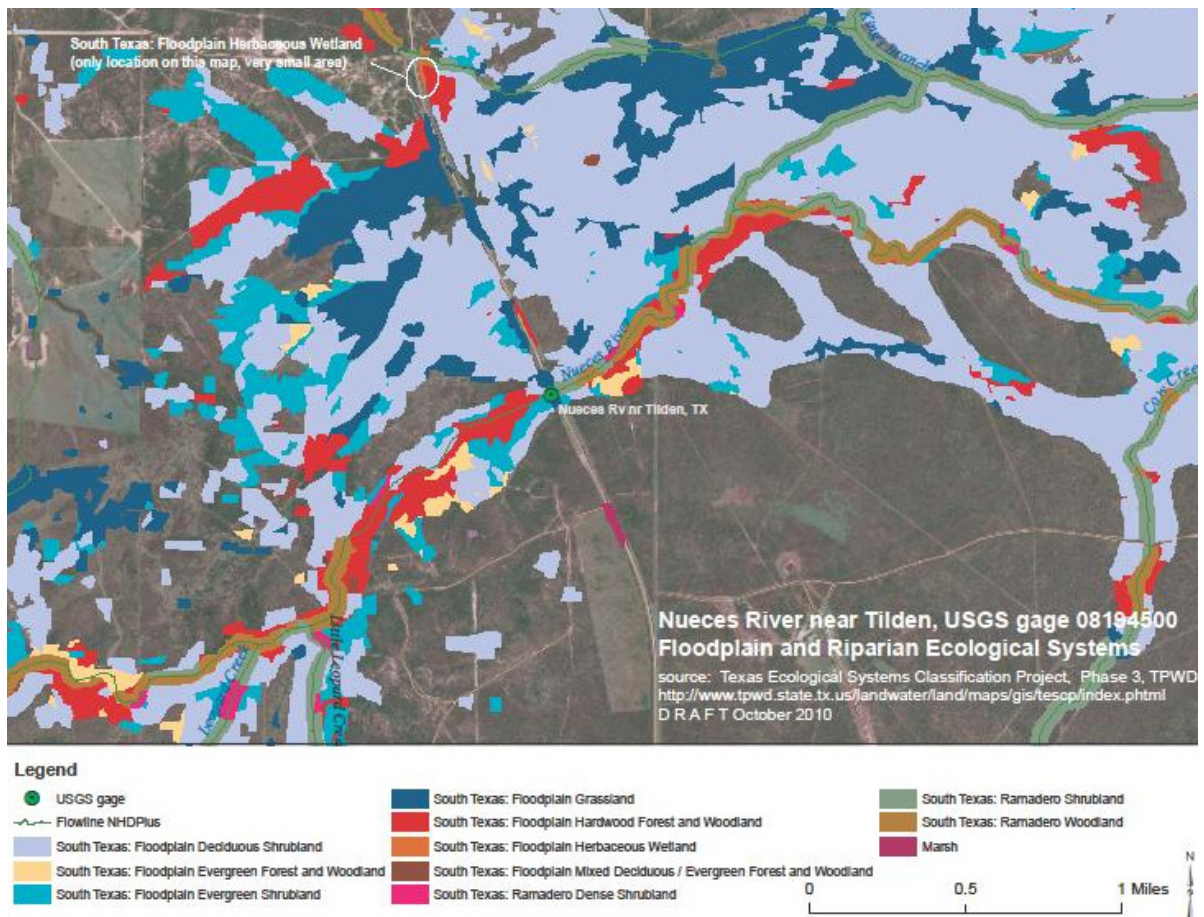 South Texas: Floodplain Herbaceous Wetland
(only location on this map, very small area)
Nueces River
Nueces Rv nr Tilden, TX
Creek
Nueces River near Tilden, USGS gage 08194500
Floodplain and Riparian Ecological Systems
source: Texas Ecological Systems Classification Project, Phase 3, TPWD
http://www.tpwd.state.tx.us/landwater/land/maps/gis/tescp/index.phtml
D R A F T October 2010
Legend
USGS gage
Flowline NHDPlus
South Texas: Floodplain Deciduous Shrubland
South Texas: Floodplain Evergreen Forest and Woodland
South Texas: Floodplain Evergreen Shrubland
South Texas: Floodplain Grassland
South Texas: Floodplain Hardwood Forest and Woodland
South Texas: Floodplain Herbaceous Wetland
South Texas: Floodplain Mixed Deciduous / Evergreen Forest and Woodland
South Texas: Ramadero Dense Shrubland
South Texas: Ramadero Shrubland
South Texas: Ramadero Woodland
Marsh
N
0 0.5 1 Miles